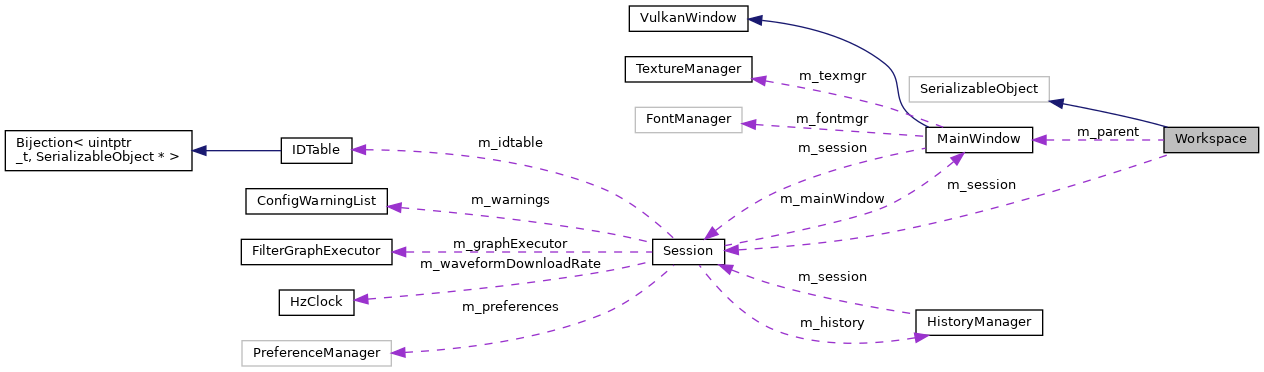 VulkanWindow
TextureManager
m_texmgr
SerializableObject
FontManager
m_fontmgr
m_parent
MainWindow
Workspace
Bijection< uintptr
_t, SerializableObject * >
IDTable
m_idtable
m_session
m_session
ConfigWarningList
m_warnings
m_mainWindow
FilterGraphExecutor
m_graphExecutor
Session
m_waveformDownloadRate
m_session
HzClock
m_preferences
m_history
HistoryManager
PreferenceManager